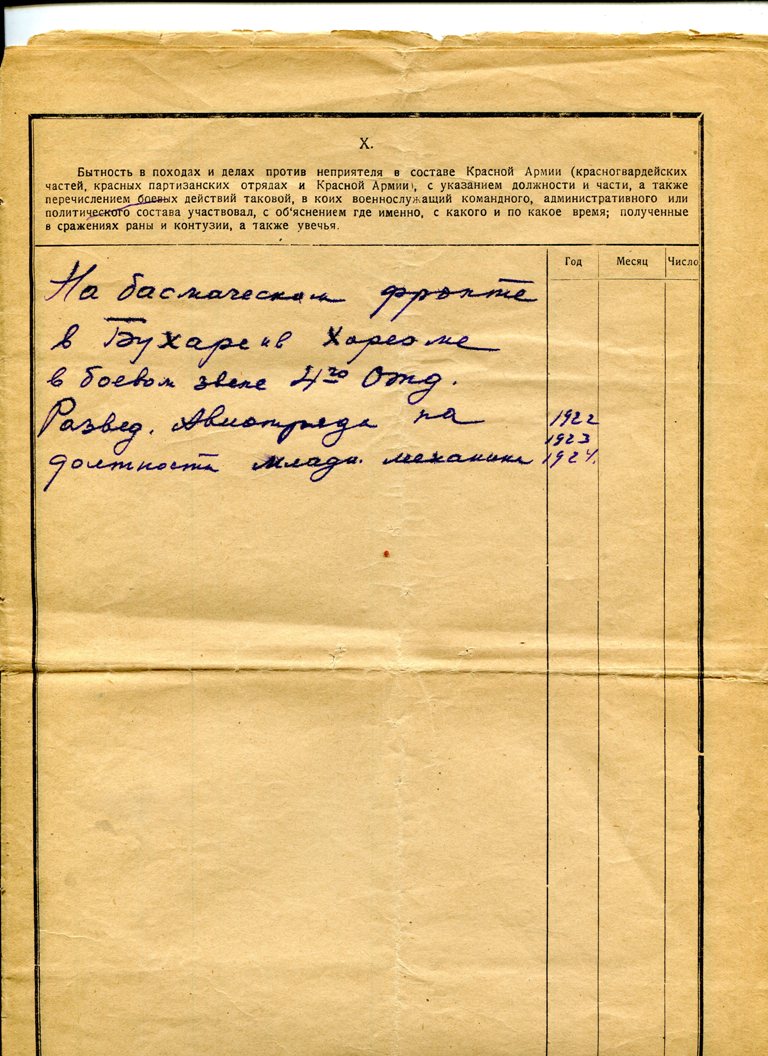 X.
Бытность в походах и делах против неприятеля в составе Красной Армии (красногвардейских
частей, красных партизанских отрядах и Красной Армии), с указанием должности и части, а также
перечислением боевых действий таковой, в коих военнослужащий командного, административного или
политического состава участвовал, с об'яснением где именно, с какого и по какое время; полученные
в сражениях раны и контузии, а также увечья.
Год Месяц Число
На басмаческом фронте
в Бухаре и в Хорезме
в боевом звене 4го Отд.
Развед. Авиаотряда на 1922
1923
должности младш. механика 1924.